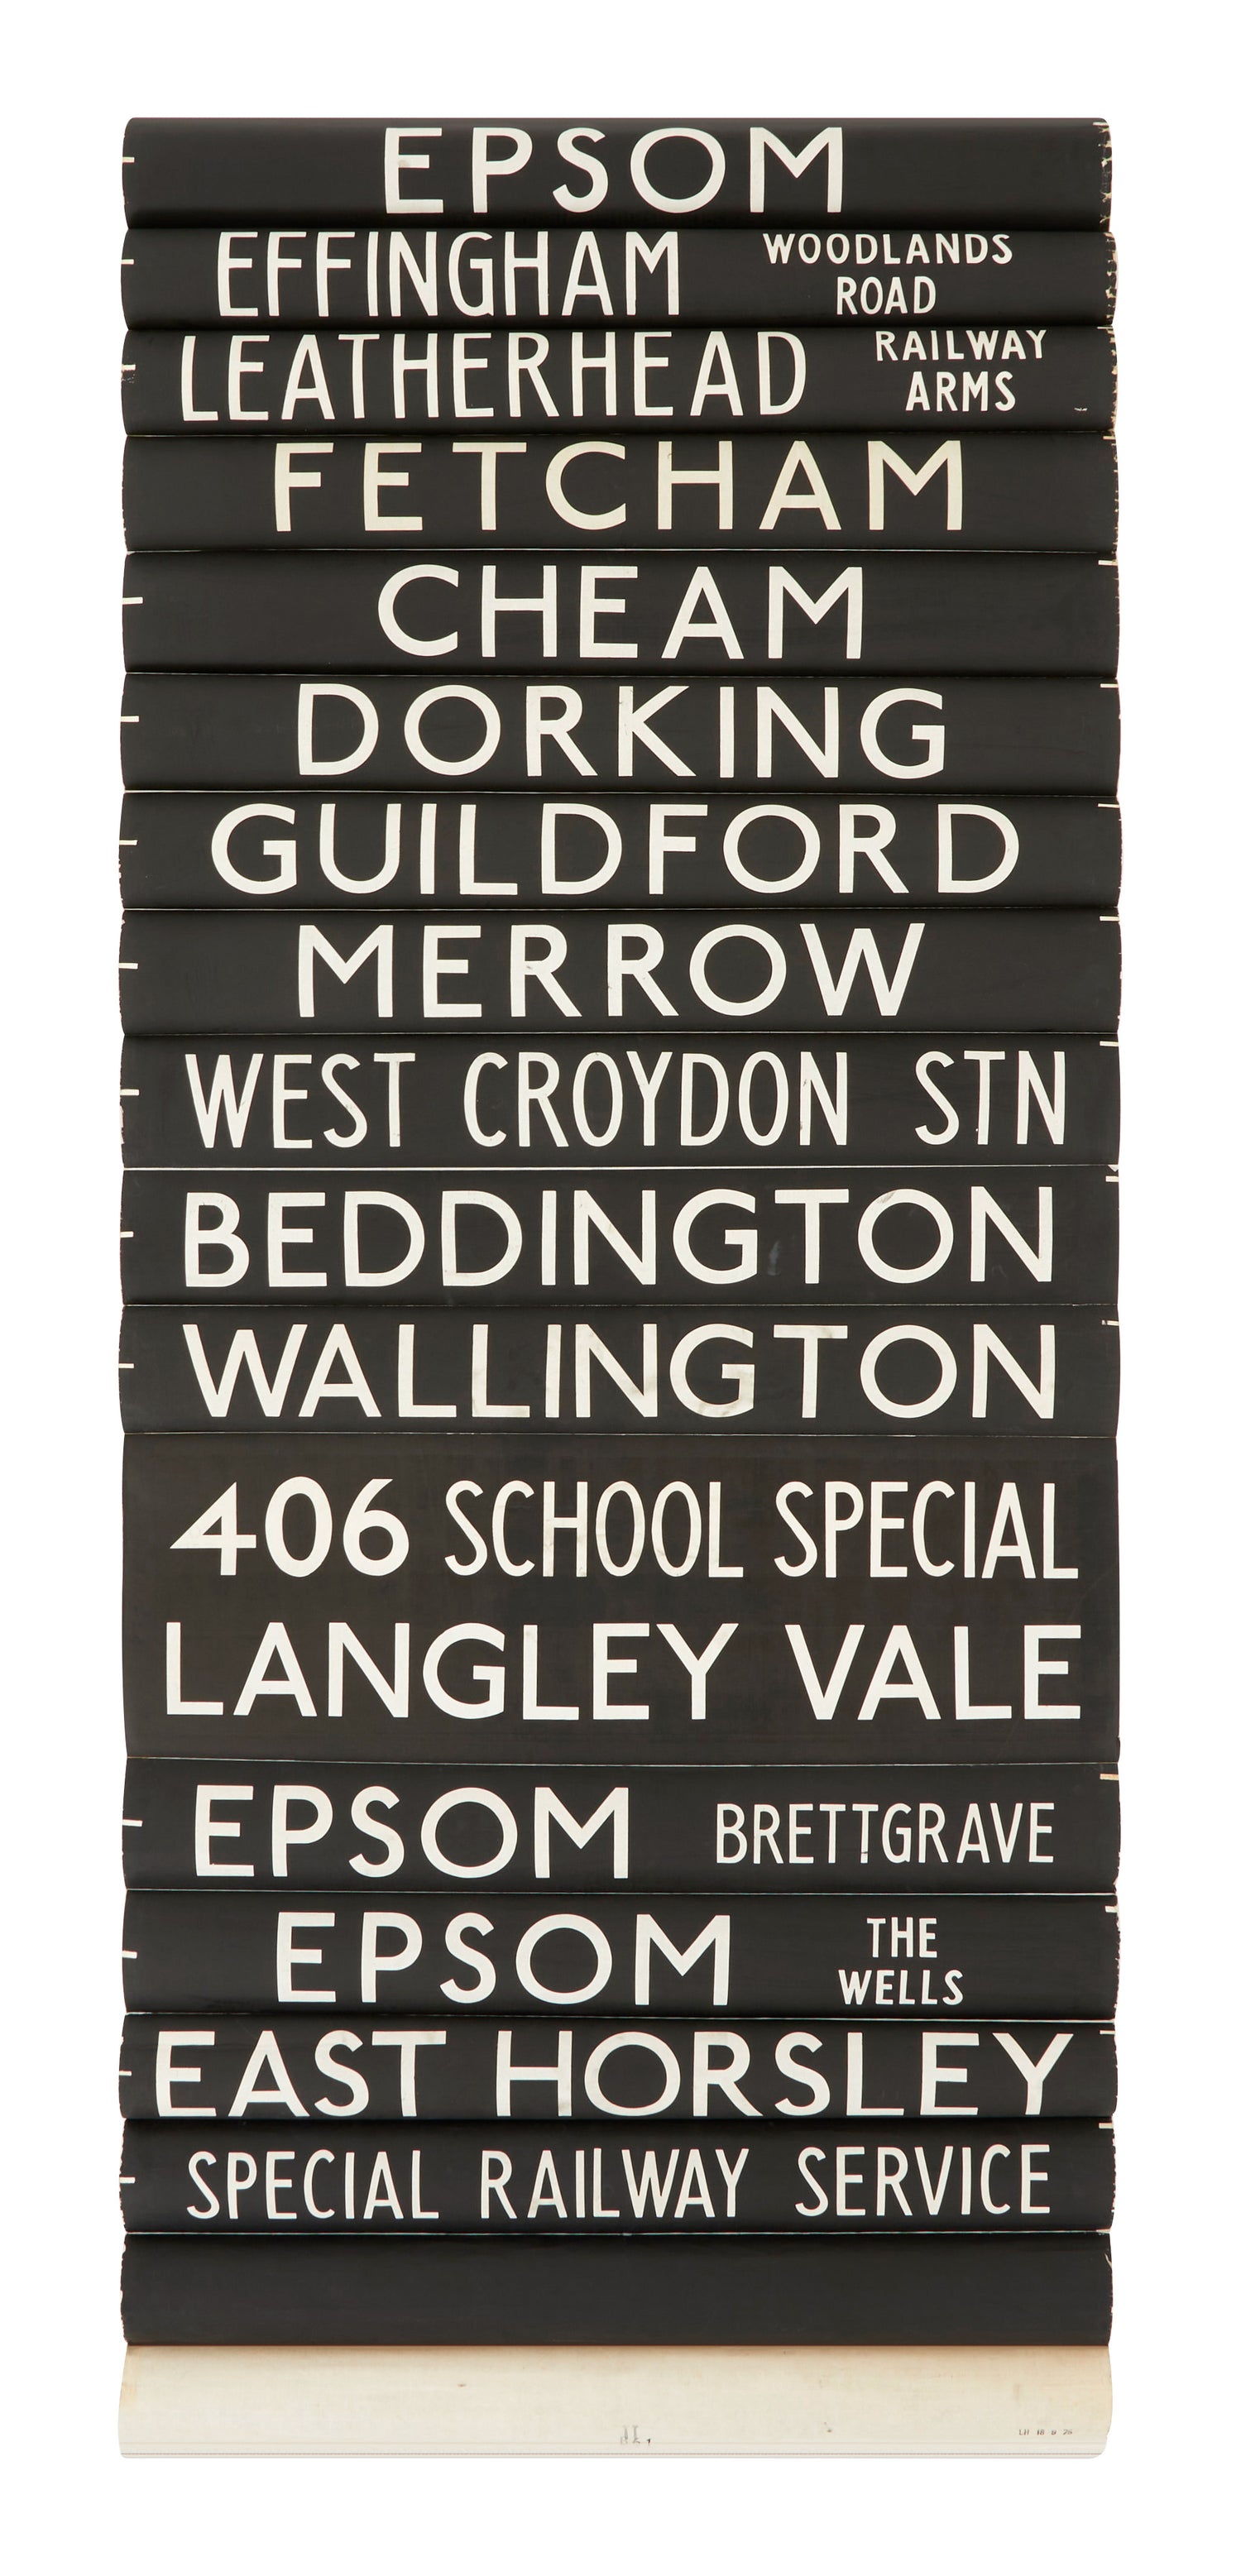 EPSOM
EFFINGHAM WOODLANDS
ROAD
LEATHERHEAD RAILWAY
ARMS
FETCHAM
CHEAM
DORKING
GUILDFORD
MERROW
WEST CROYDON STN
BEDDINGTON
WALLINGTON
406 SCHOOL SPECIAL
LANGLEY VALE
EPSOM BRETTGRAVE
EPSOM THE
WELLS
EAST HORSLEY
SPECIAL RAILWAY SERVICE